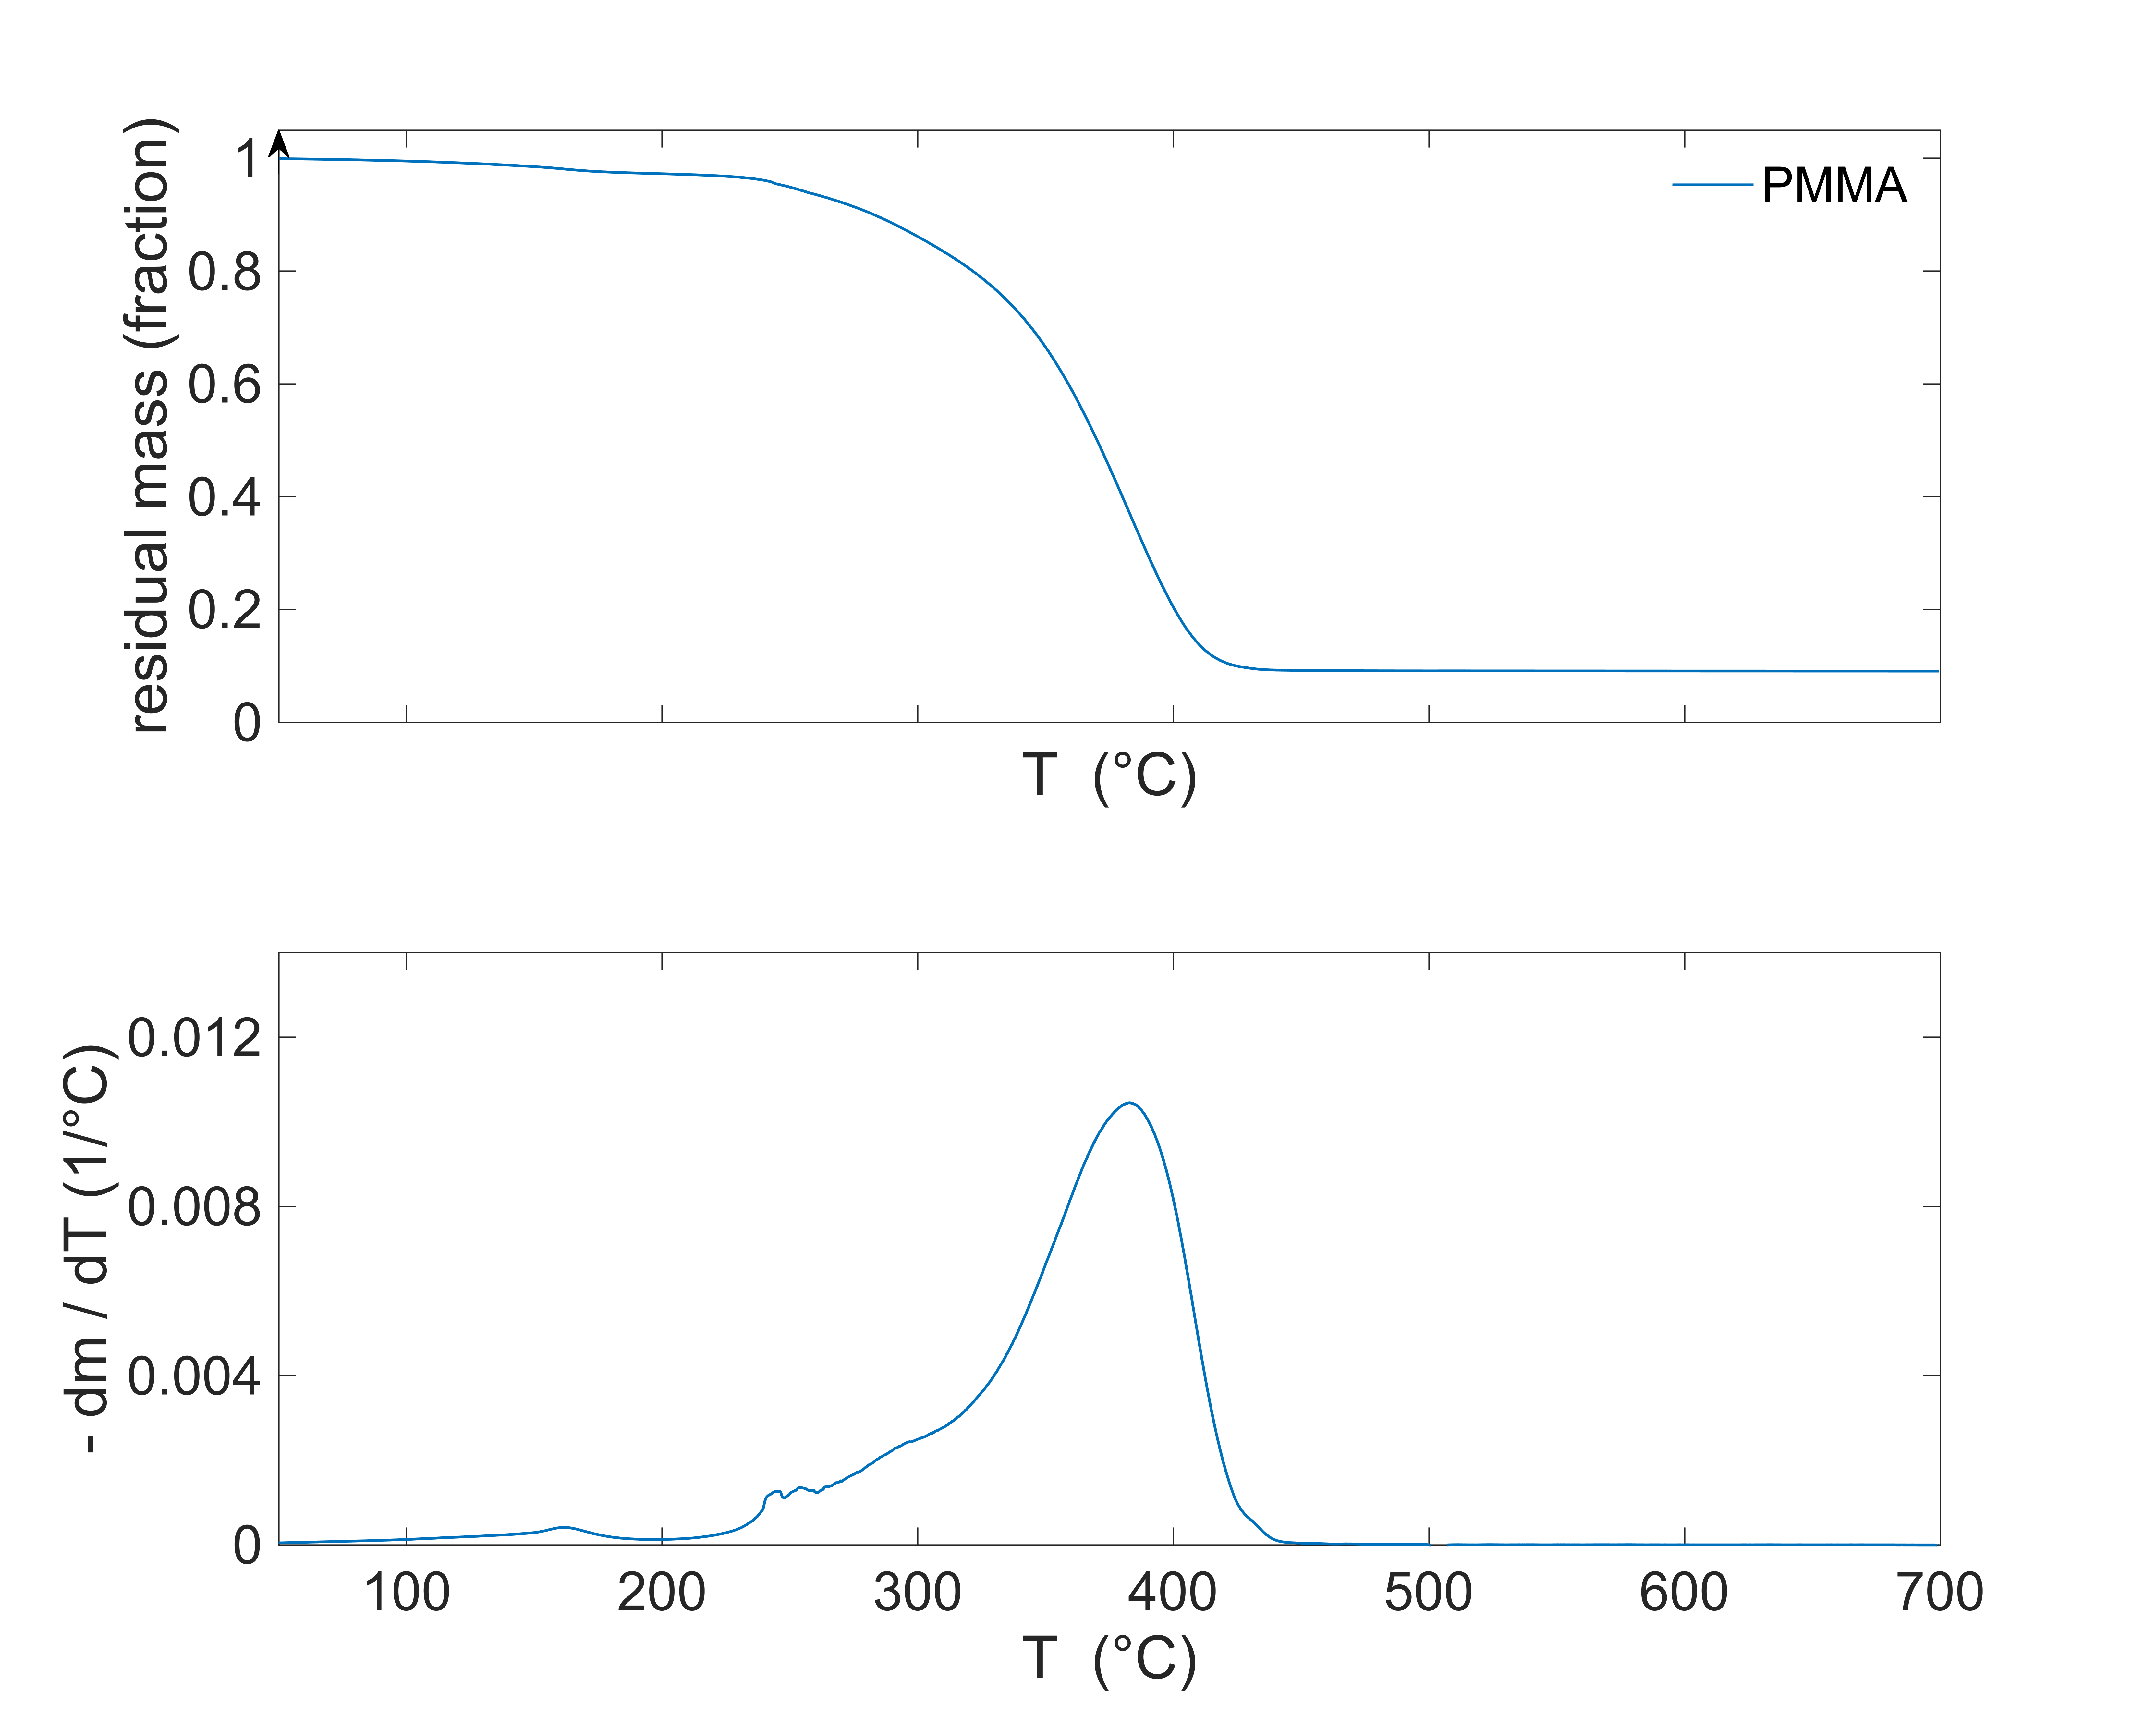 residual mass (fraction)
1
0.8
0.6
0.4
0.2
0
PMMA
T (°C)
- dm / dT (1/°C)
0.012
0.008
0.004
0
100 200 300 400 500 600 700
T (°C)